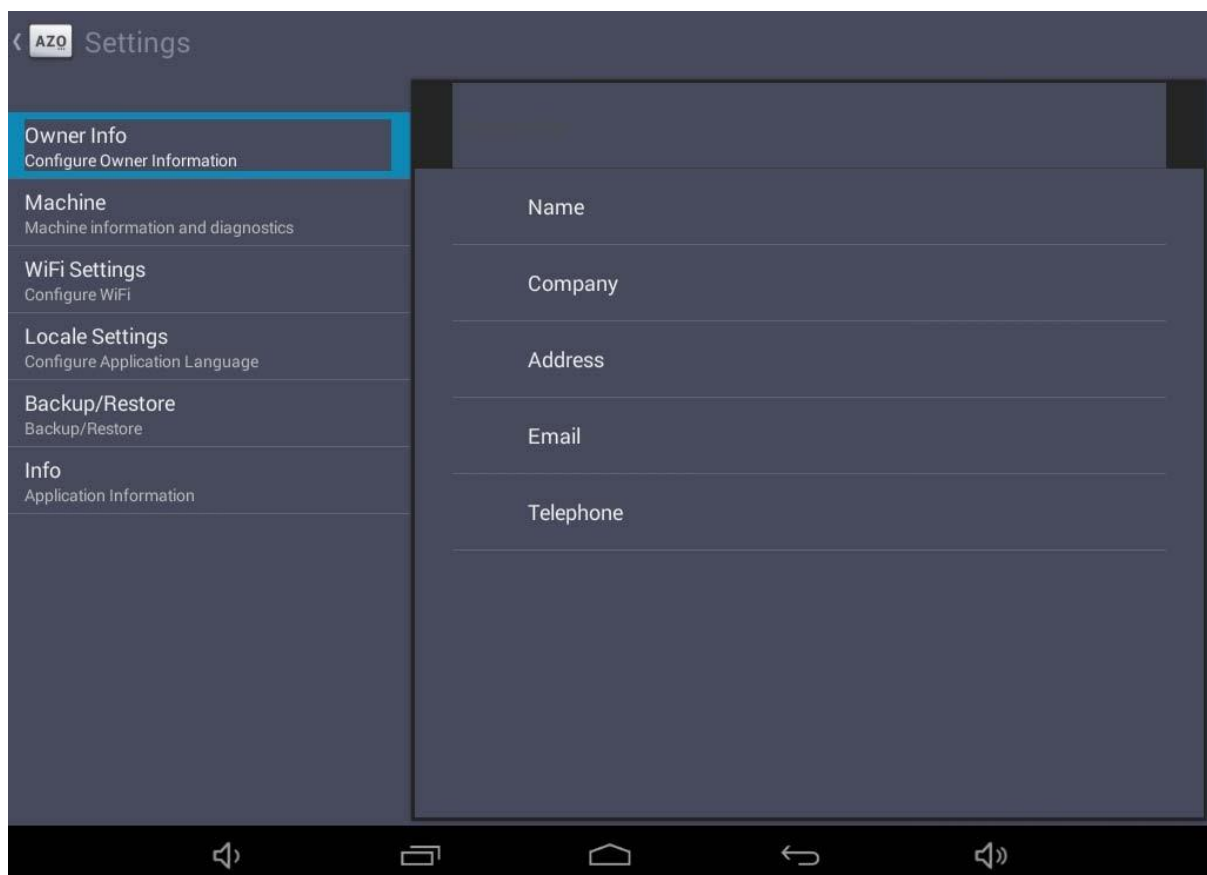 AZO
Settings
Owner Info
Configure Owner Information
Machine
Machine information and diagnostics
WiFi Settings
Configure WiFi
Locale Settings
Configure Application Language
Backup/Restore
Backup/Restore
Info
Application Information
Name
Company
Address
Email
Telephone